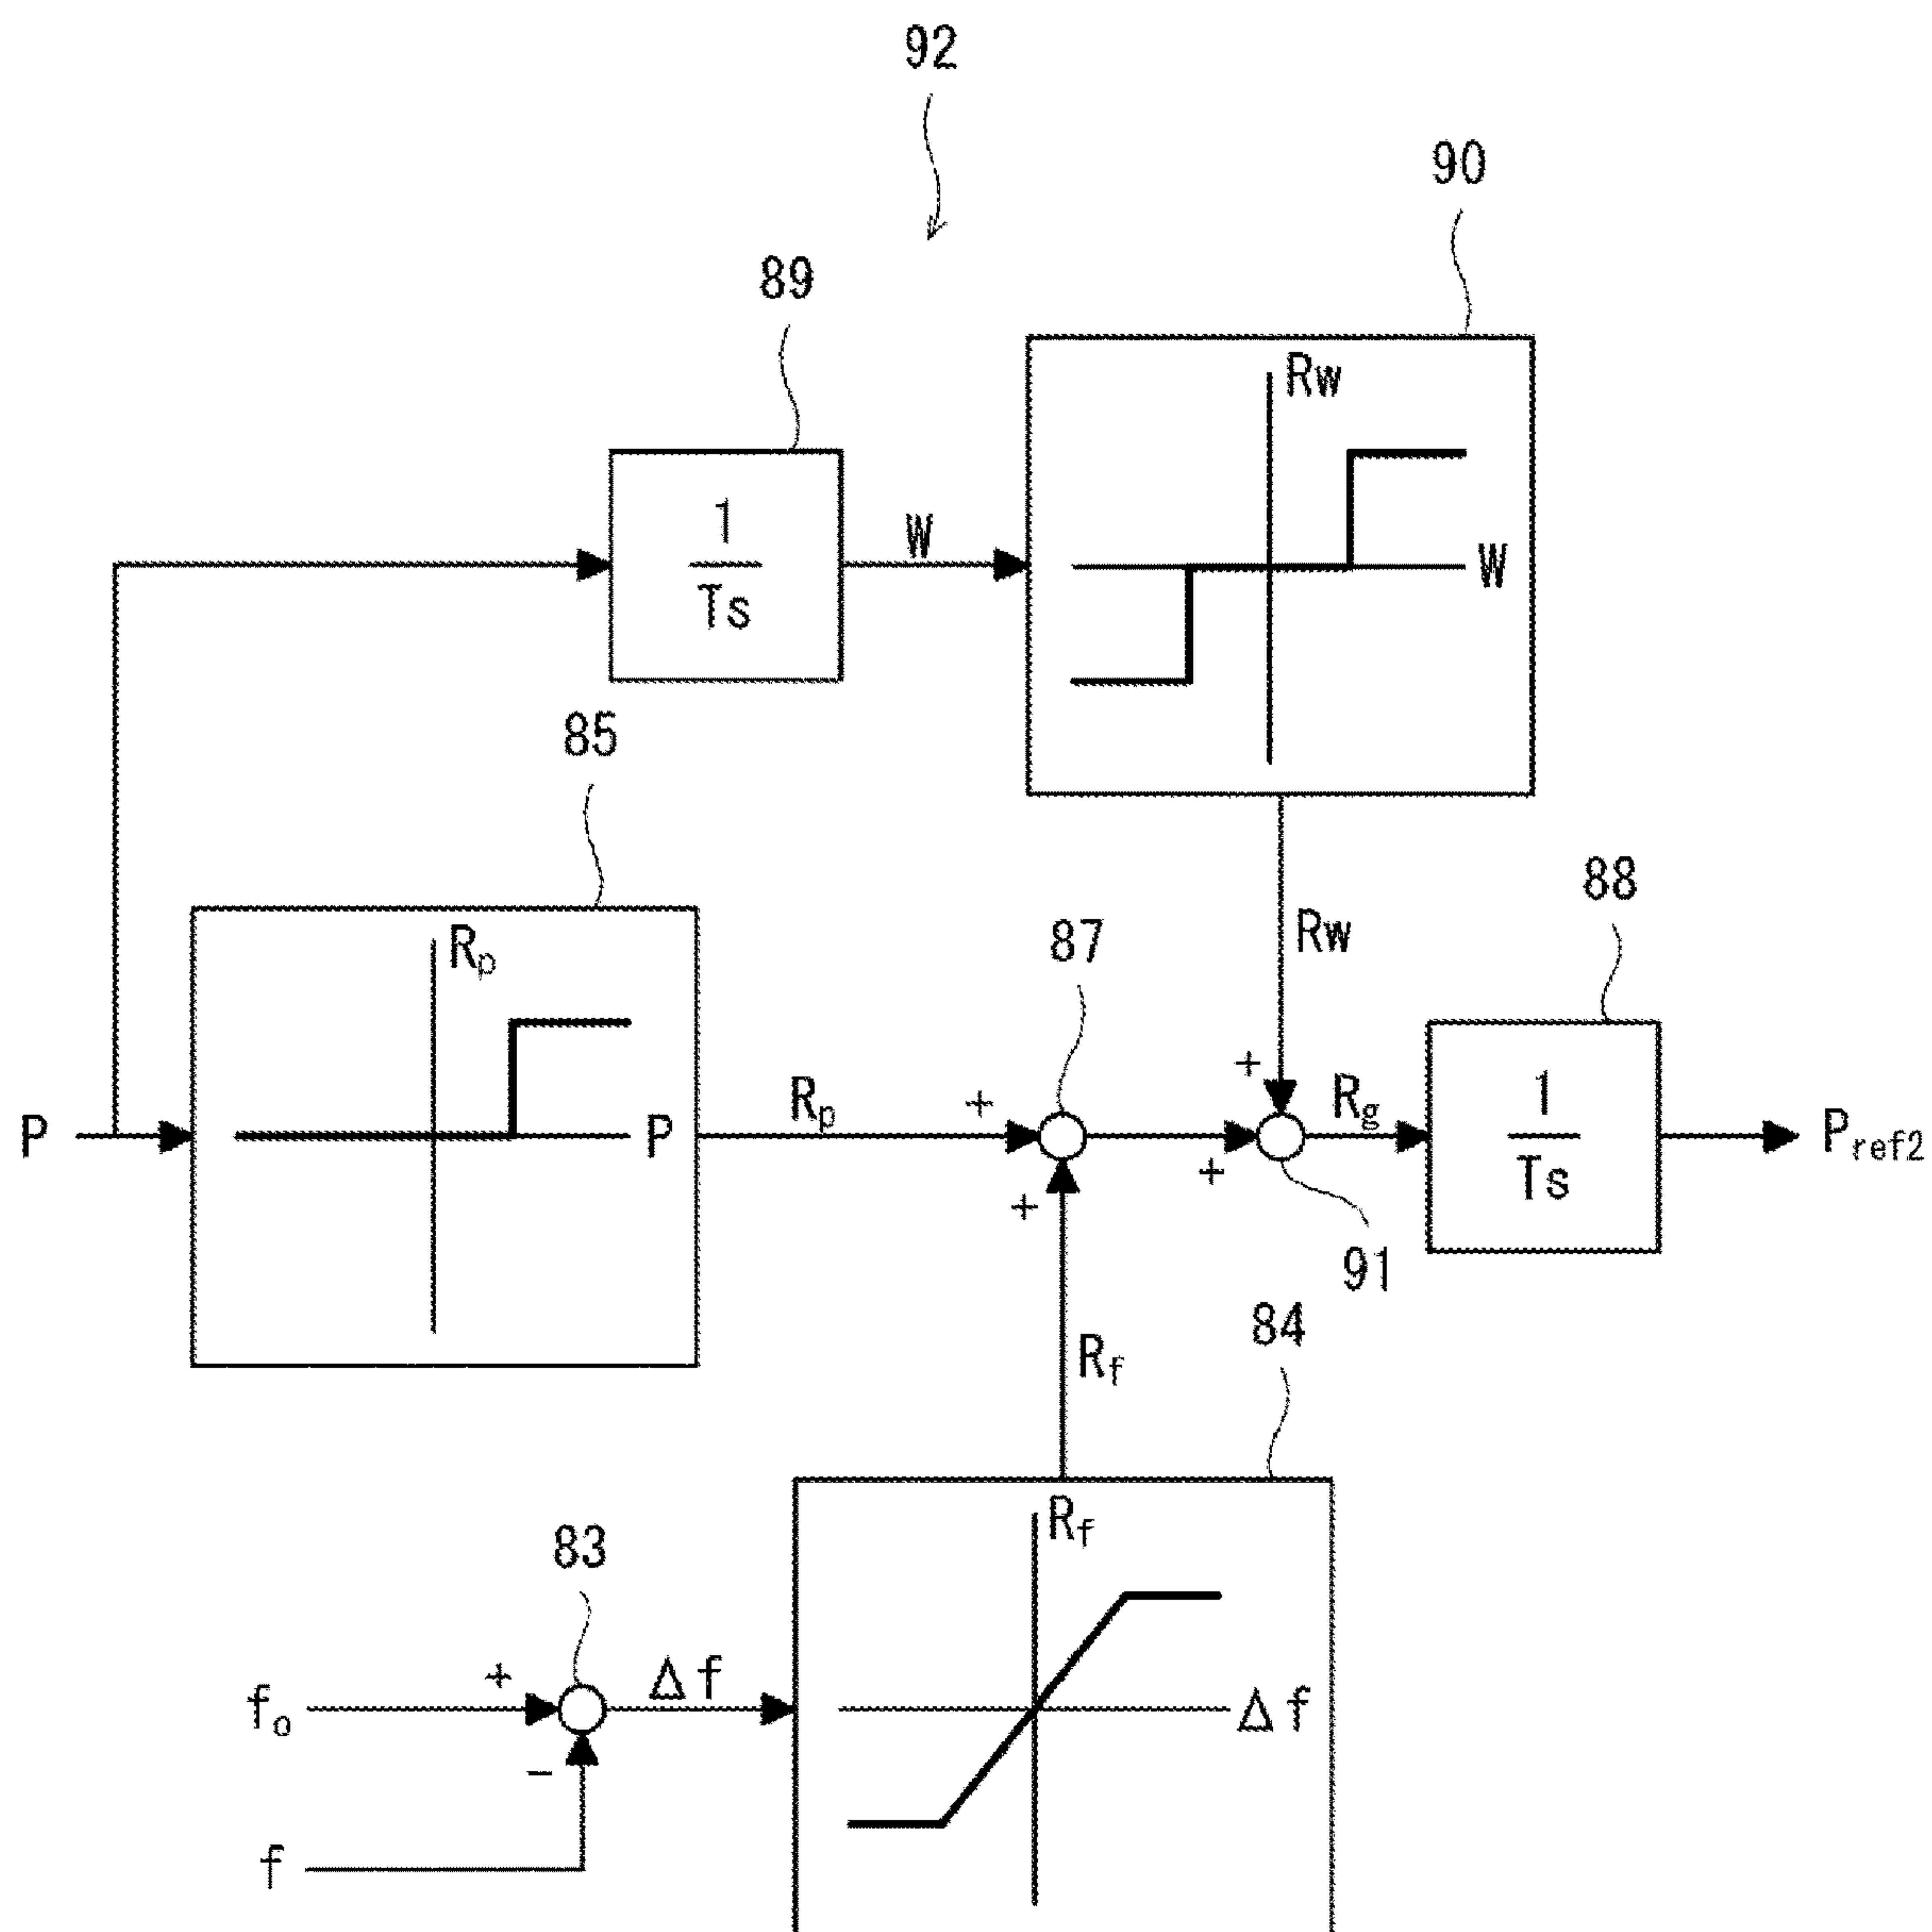 92
90
89
Rw
1
Ts
W
W
85
88
Rp
87
Rw
P
P
Rp
+
+
+
+
Rg
1
Ts
Pref2
91
84
Rf
83
Rf
fo
+
Δf
Δf
−
f